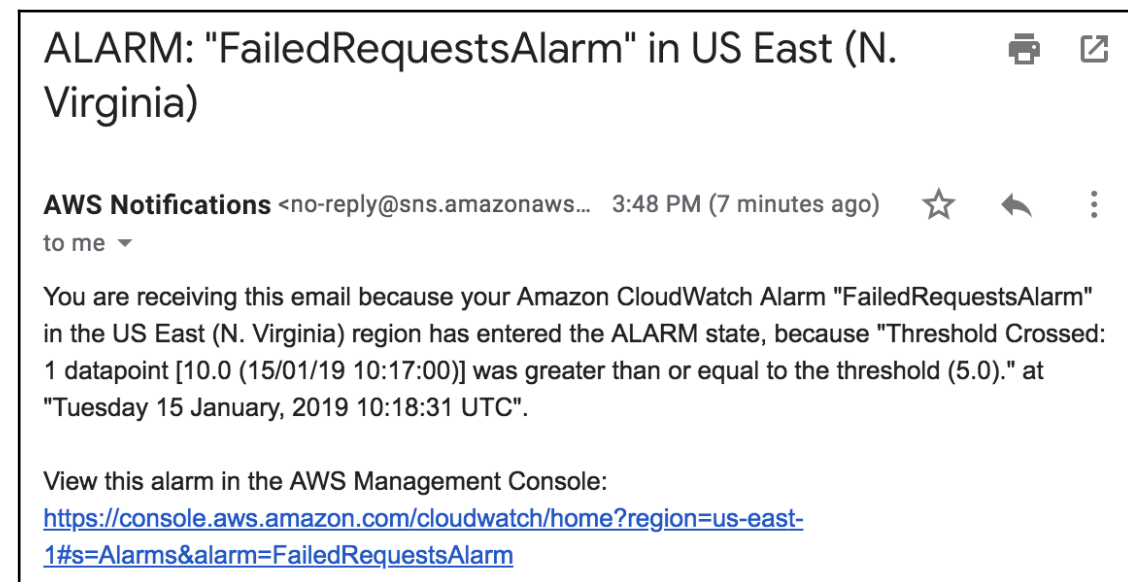 ALARM: "FailedRequestsAlarm" in US East (N.
Virginia)
AWS Notifications <no-reply@sns.amazonaws... 3:48 PM (7 minutes ago)
to me
You are receiving this email because your Amazon CloudWatch Alarm "FailedRequestsAlarm"
in the US East (N. Virginia) region has entered the ALARM state, because "Threshold Crossed:
1 datapoint [10.0 (15/01/19 10:17:00)] was greater than or equal to the threshold (5.0)." at
"Tuesday 15 January, 2019 10:18:31 UTC".
View this alarm in the AWS Management Console:
https://console.aws.amazon.com/cloudwatch/home?region=us-east-
1#s=Alarms&alarm=FailedRequestsAlarm